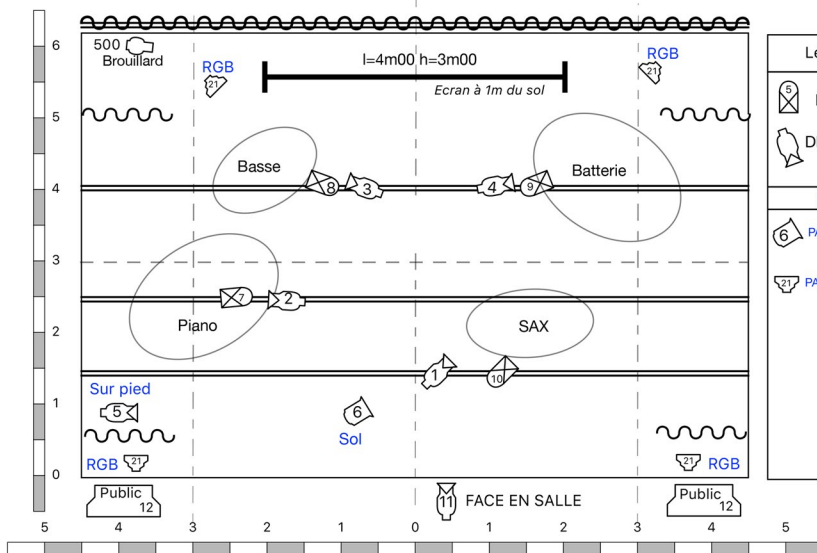 6
5
4
3
2
1
0
500
Brouillard
RGB
21
l=4m00 h=3m00
Ecran à 1m du sol
RGB
21
Le
5
Basse
Batterie
8
3
4
9
D
6
PA
21
PA
7
2
Piano
SAX
1
10
Sur pied
5
6
Sol
RGB
21
21
RGB
Public
12
11
FACE EN SALLE
Public
12
5
4
3
2
1
0
1
2
3
4
5